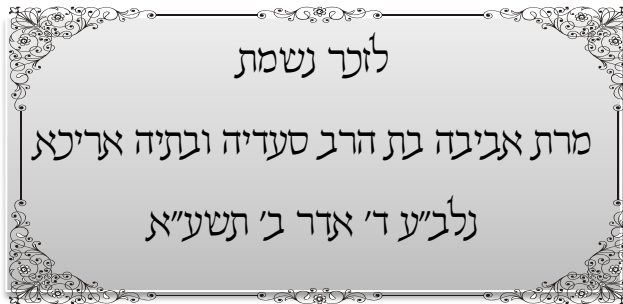 לזכר נשמת
מרת אביבה בת הרב סעדיה ובתיה אריכא
נלב״ע ד׳ אדר ב׳ תשע״א